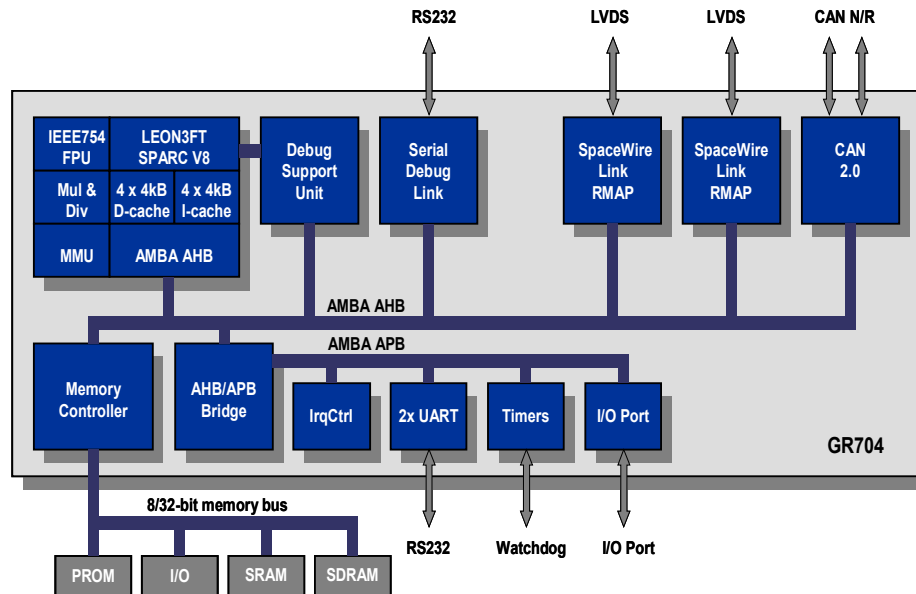 RS232
LVDS
LVDS
CAN N/R
IEEE754
FPU
LEON3FT
SPARC V8
Mul &
Div
4 x 4kB
D-cache
4 x 4kB
I-cache
MMU
AMBA AHB
Debug
Support
Unit
Serial
Debug
Link
SpaceWire
Link
RMAP
SpaceWire
Link
RMAP
CAN
2.0
AMBA AHB
AMBA APB
Memory
Controller
AHB/APB
Bridge
IrqCtrl
2x UART
Timers
I/O Port
GR704
8/32-bit memory bus
RS232
Watchdog
I/O Port
PROM
I/O
SRAM
SDRAM